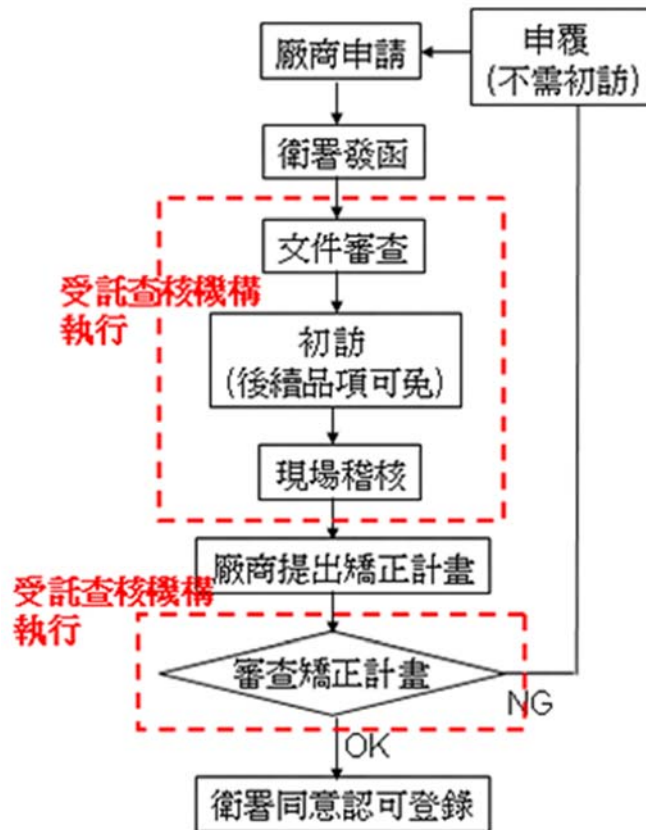 廠商申請
申覆
(不需初訪)
衛署發函
文件審查
受託查核機構
執行
初訪
(後續品項可免)
現場稽核
廠商提出矯正計畫
受託查核機構
執行
審查矯正計畫
NG
OK
衛署同意認可登錄